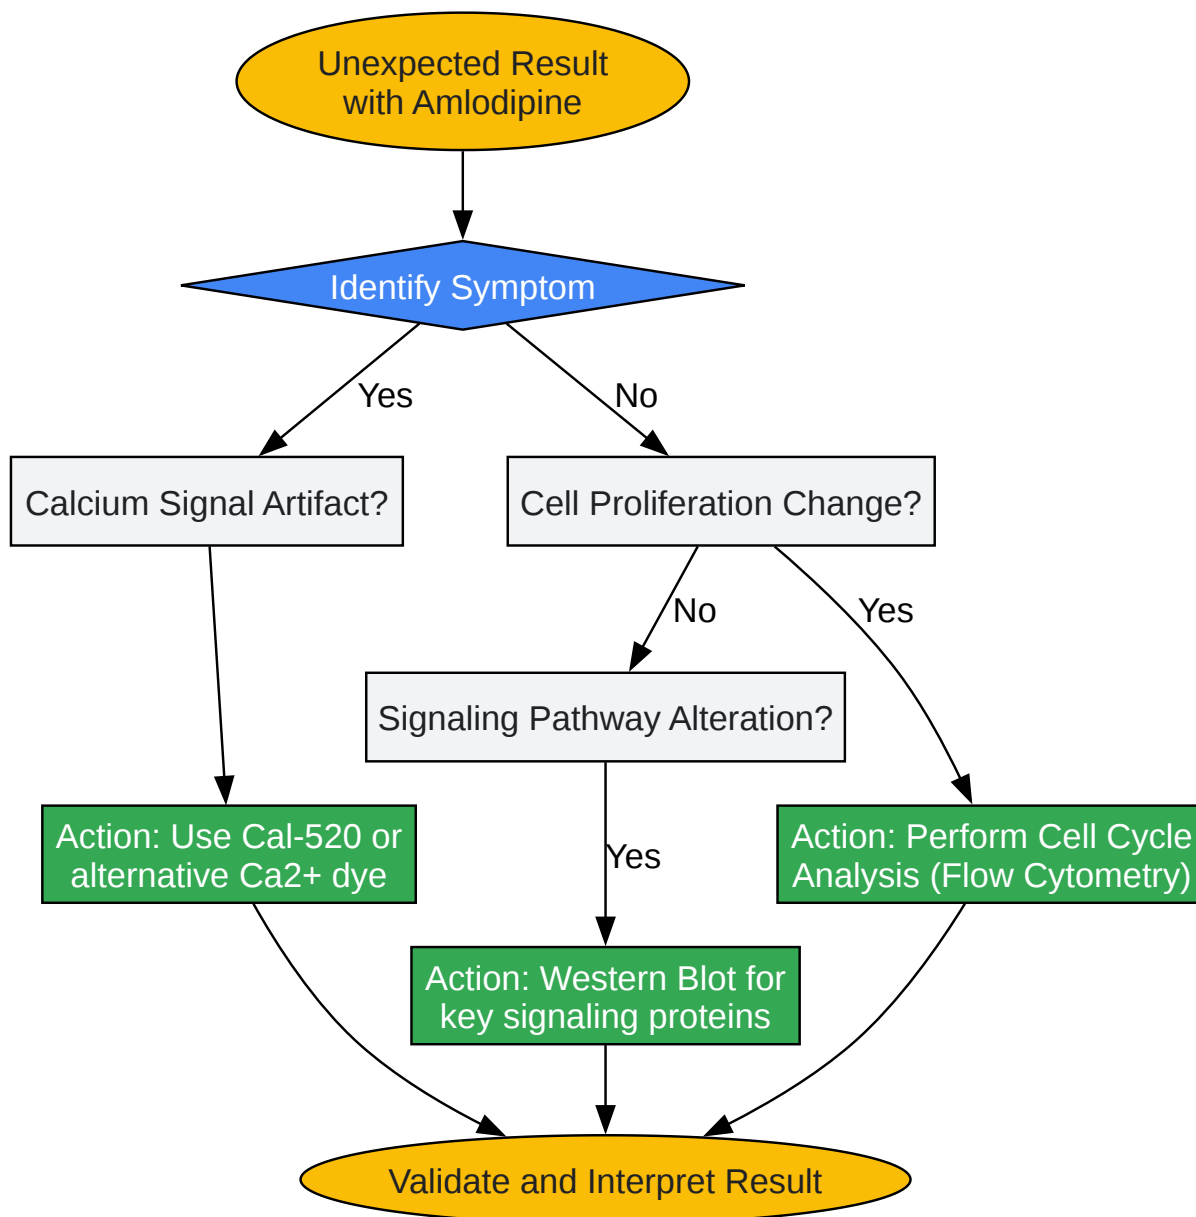 Unexpected Result
with Amlodipine
Identify Symptom
Yes
No
Calcium Signal Artifact?
Cell Proliferation Change?
No
Yes
Signaling Pathway Alteration?
Action: Use Cal-520 or
alternative Ca2+ dye
Yes
Action: Perform Cell Cycle
Analysis (Flow Cytometry)
Action: Western Blot for
key signaling proteins
Validate and Interpret Result